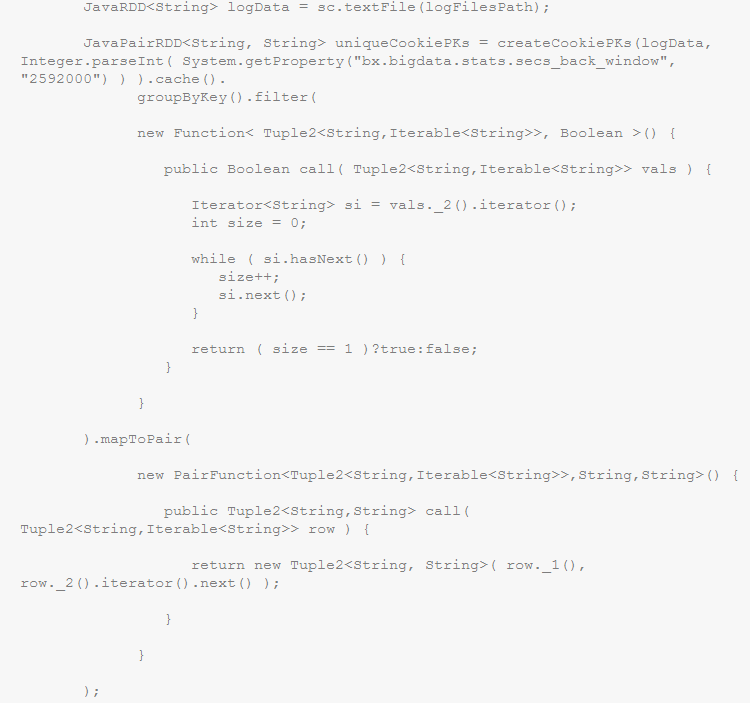 JavaRDD<String> logData = sc.textFile(logFilesPath);
JavaPairRDD<String, String> uniqueCookiePKs = createCookiePKs(logData,
Integer.parseInt( System.getProperty("bx.bigdata.stats.secs_back_window",
"2592000") ) ).cache().
groupByKey().filter(
new Function< Tuple2<String,Iterable<String>>, Boolean >() {
public Boolean call( Tuple2<String,Iterable<String>> vals ) {
Iterator<String> si = vals._2().iterator();
int size = 0;
while ( si.hasNext() ) {
size++;
si.next();
}
return ( size == 1 )?true:false;
}
}
).mapToPair(
new PairFunction<Tuple2<String,Iterable<String>>,String,String>() {
public Tuple2<String,String> call(
Tuple2<String,Iterable<String>> row ) {
return new Tuple2<String, String>( row._1(),
row._2().iterator().next() );
}
}
);